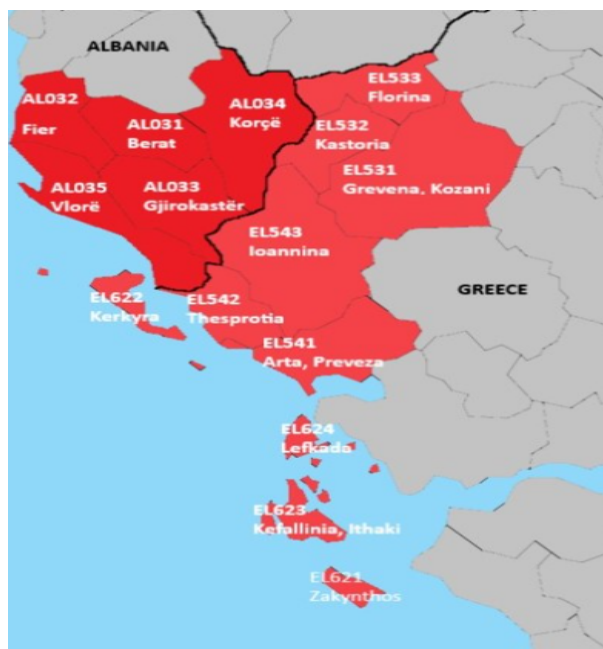 ALBANIA
AL032
Fier
AL031
Berat
AL034
Korçë
AL035
Vlorë
AL033
Gjirokastër
EL533
Florina
EL532
Kastoria
EL531
Grevena, Kozani
EL543
Ioannina
GREECE
EL622
Kerkyra
EL542
Thesprotia
EL541
Arta, Preveza
EL624
Lefkada
EL623
Kefallinia, Ithaki
EL621
Zakynthos